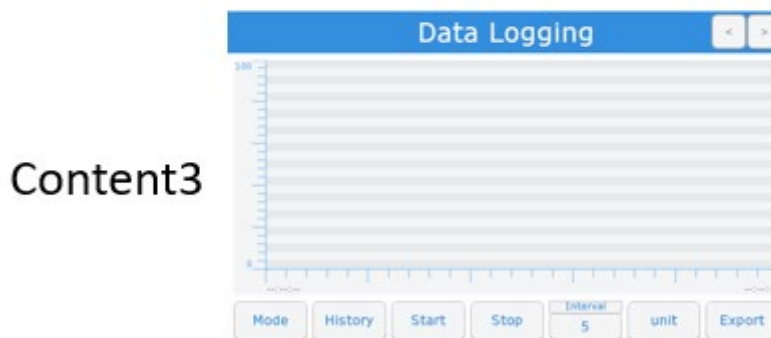 Data Logging < >
100
Content3
0
--:--:-- --:--:
Mode History Start Stop Interval 5 unit Export